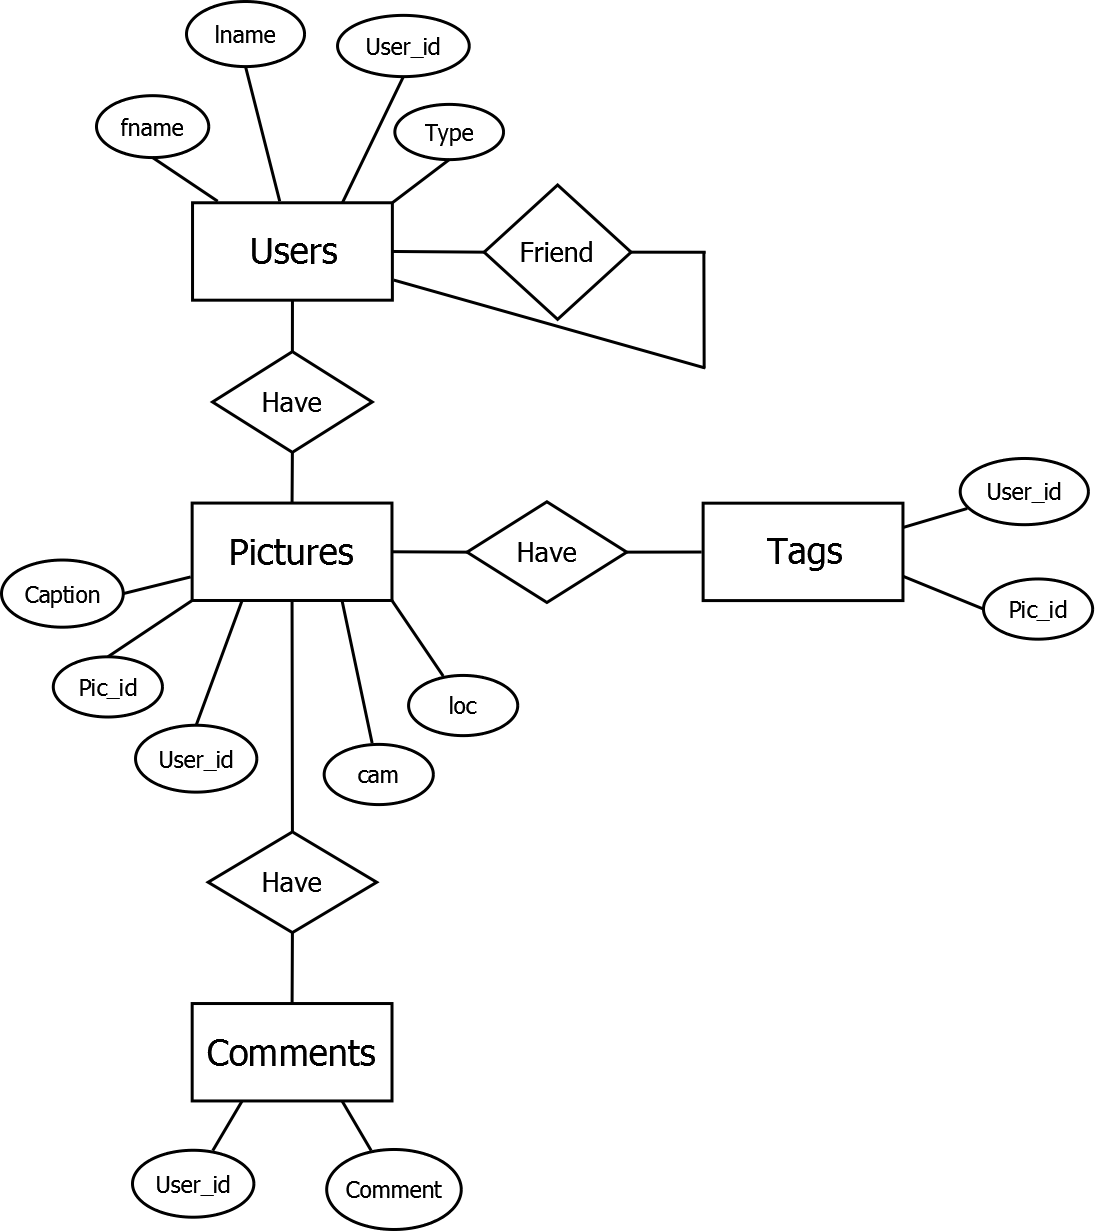 lname
User_id
fname
Type
Users
Friend
Have
User_id
Pictures
Have
Tags
Caption
Pic_id
Pic_id
loc
User_id
cam
Have
Comments
User_id
Comment